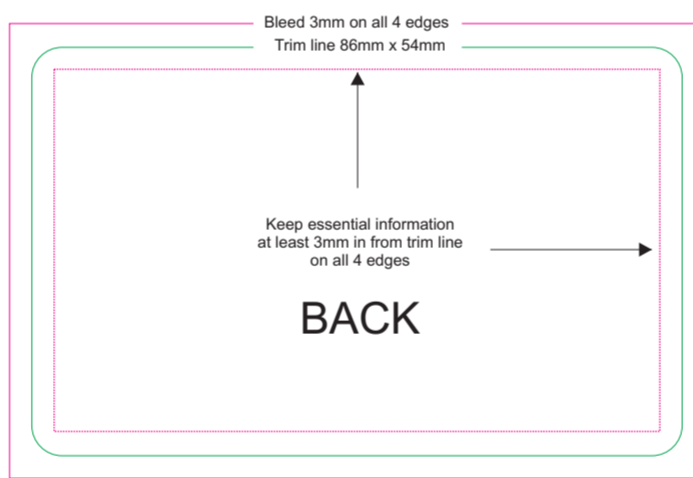 Bleed 3mm on all 4 edges
Trim line 86mm x 54mm
Keep essential information
at least 3mm in from trim line
on all 4 edges
BACK